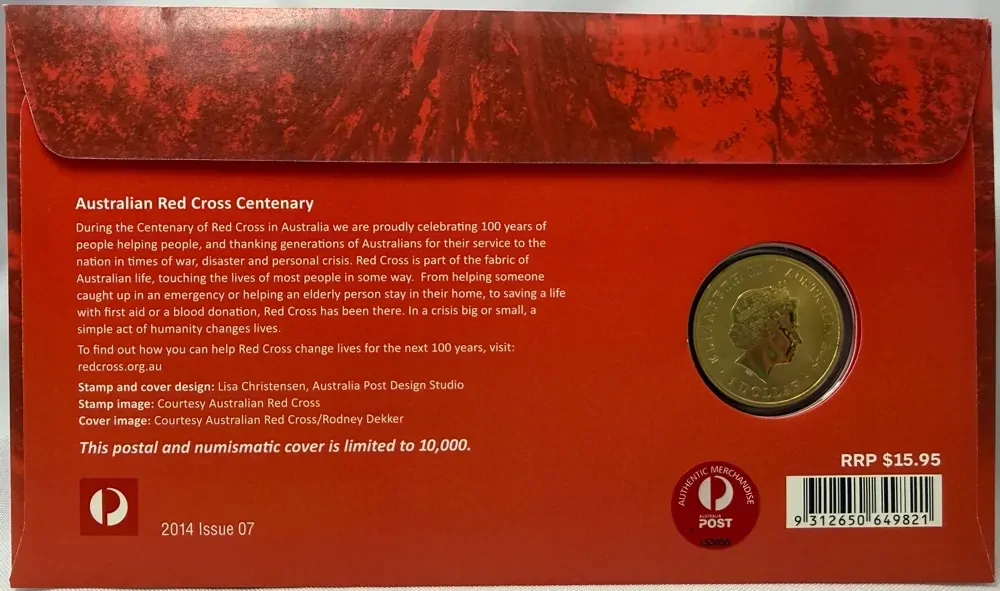 Australian Red Cross Centenary
During the Centenary of Red Cross in Australia we are proudly celebrating 100 years of
people helping people, and thanking generations of Australians for their service to the
nation in times of war, disaster and personal crisis. Red Cross is part of the fabric of
Australian life, touching the lives of most people in some way. From helping someone
caught up in an emergency or helping an elderly person stay in their home, to saving a life
with first aid or a blood donation, Red Cross has been there. In a crisis big or small, a
simple act of humanity changes lives.
To find out how you can help Red Cross change lives for the next 100 years, visit:
redcross.org.au
Stamp and cover design: Lisa Christensen, Australia Post Design Studio
Stamp image: Courtesy Australian Red Cross
Cover image: Courtesy Australian Red Cross/Rodney Dekker
This postal and numismatic cover is limited to 10,000.
2014 Issue 07
ELIZABETH II AUSTRALIA
1 DOLLAR
RRP $15.95
AUTHENTIC MERCHANDISE
AUSTRALIA
POST
9 312650 649821